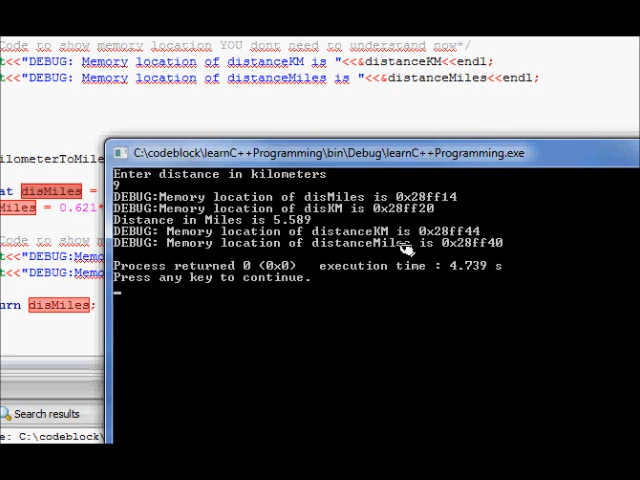 Code to show memory location YOU dont need to understand now*/
t<<"DEBUG: Memory location of distanceKM is "<<&distanceKM<<endl;
t<<"DEBUG: Memory location of distanceMiles is "<<&distanceMiles<<endl;
ilometerToMile
C:\codeblock\learnC++Programming\bin\Debug\learnC++Programming.exe
Enter distance in kilometers
9
at disMiles =
DEBUG:Memory location of disMiles is 0x28ff14
Miles = 0.621*
DEBUG:Memory location of disKM is 0x28ff20
Distance in Miles is 5.589
DEBUG: Memory location of distanceKM is 0x28ff44
Code to show m
DEBUG: Memory location of distanceMiles is 0x28ff40
t<<"DEBUG:Mem
t<<"DEBUG:Mem
Process returned 0 (0x0)   execution time : 4.739 s
Press any key to continue.
urn disMiles;
Search results
e: C:\codeblock\